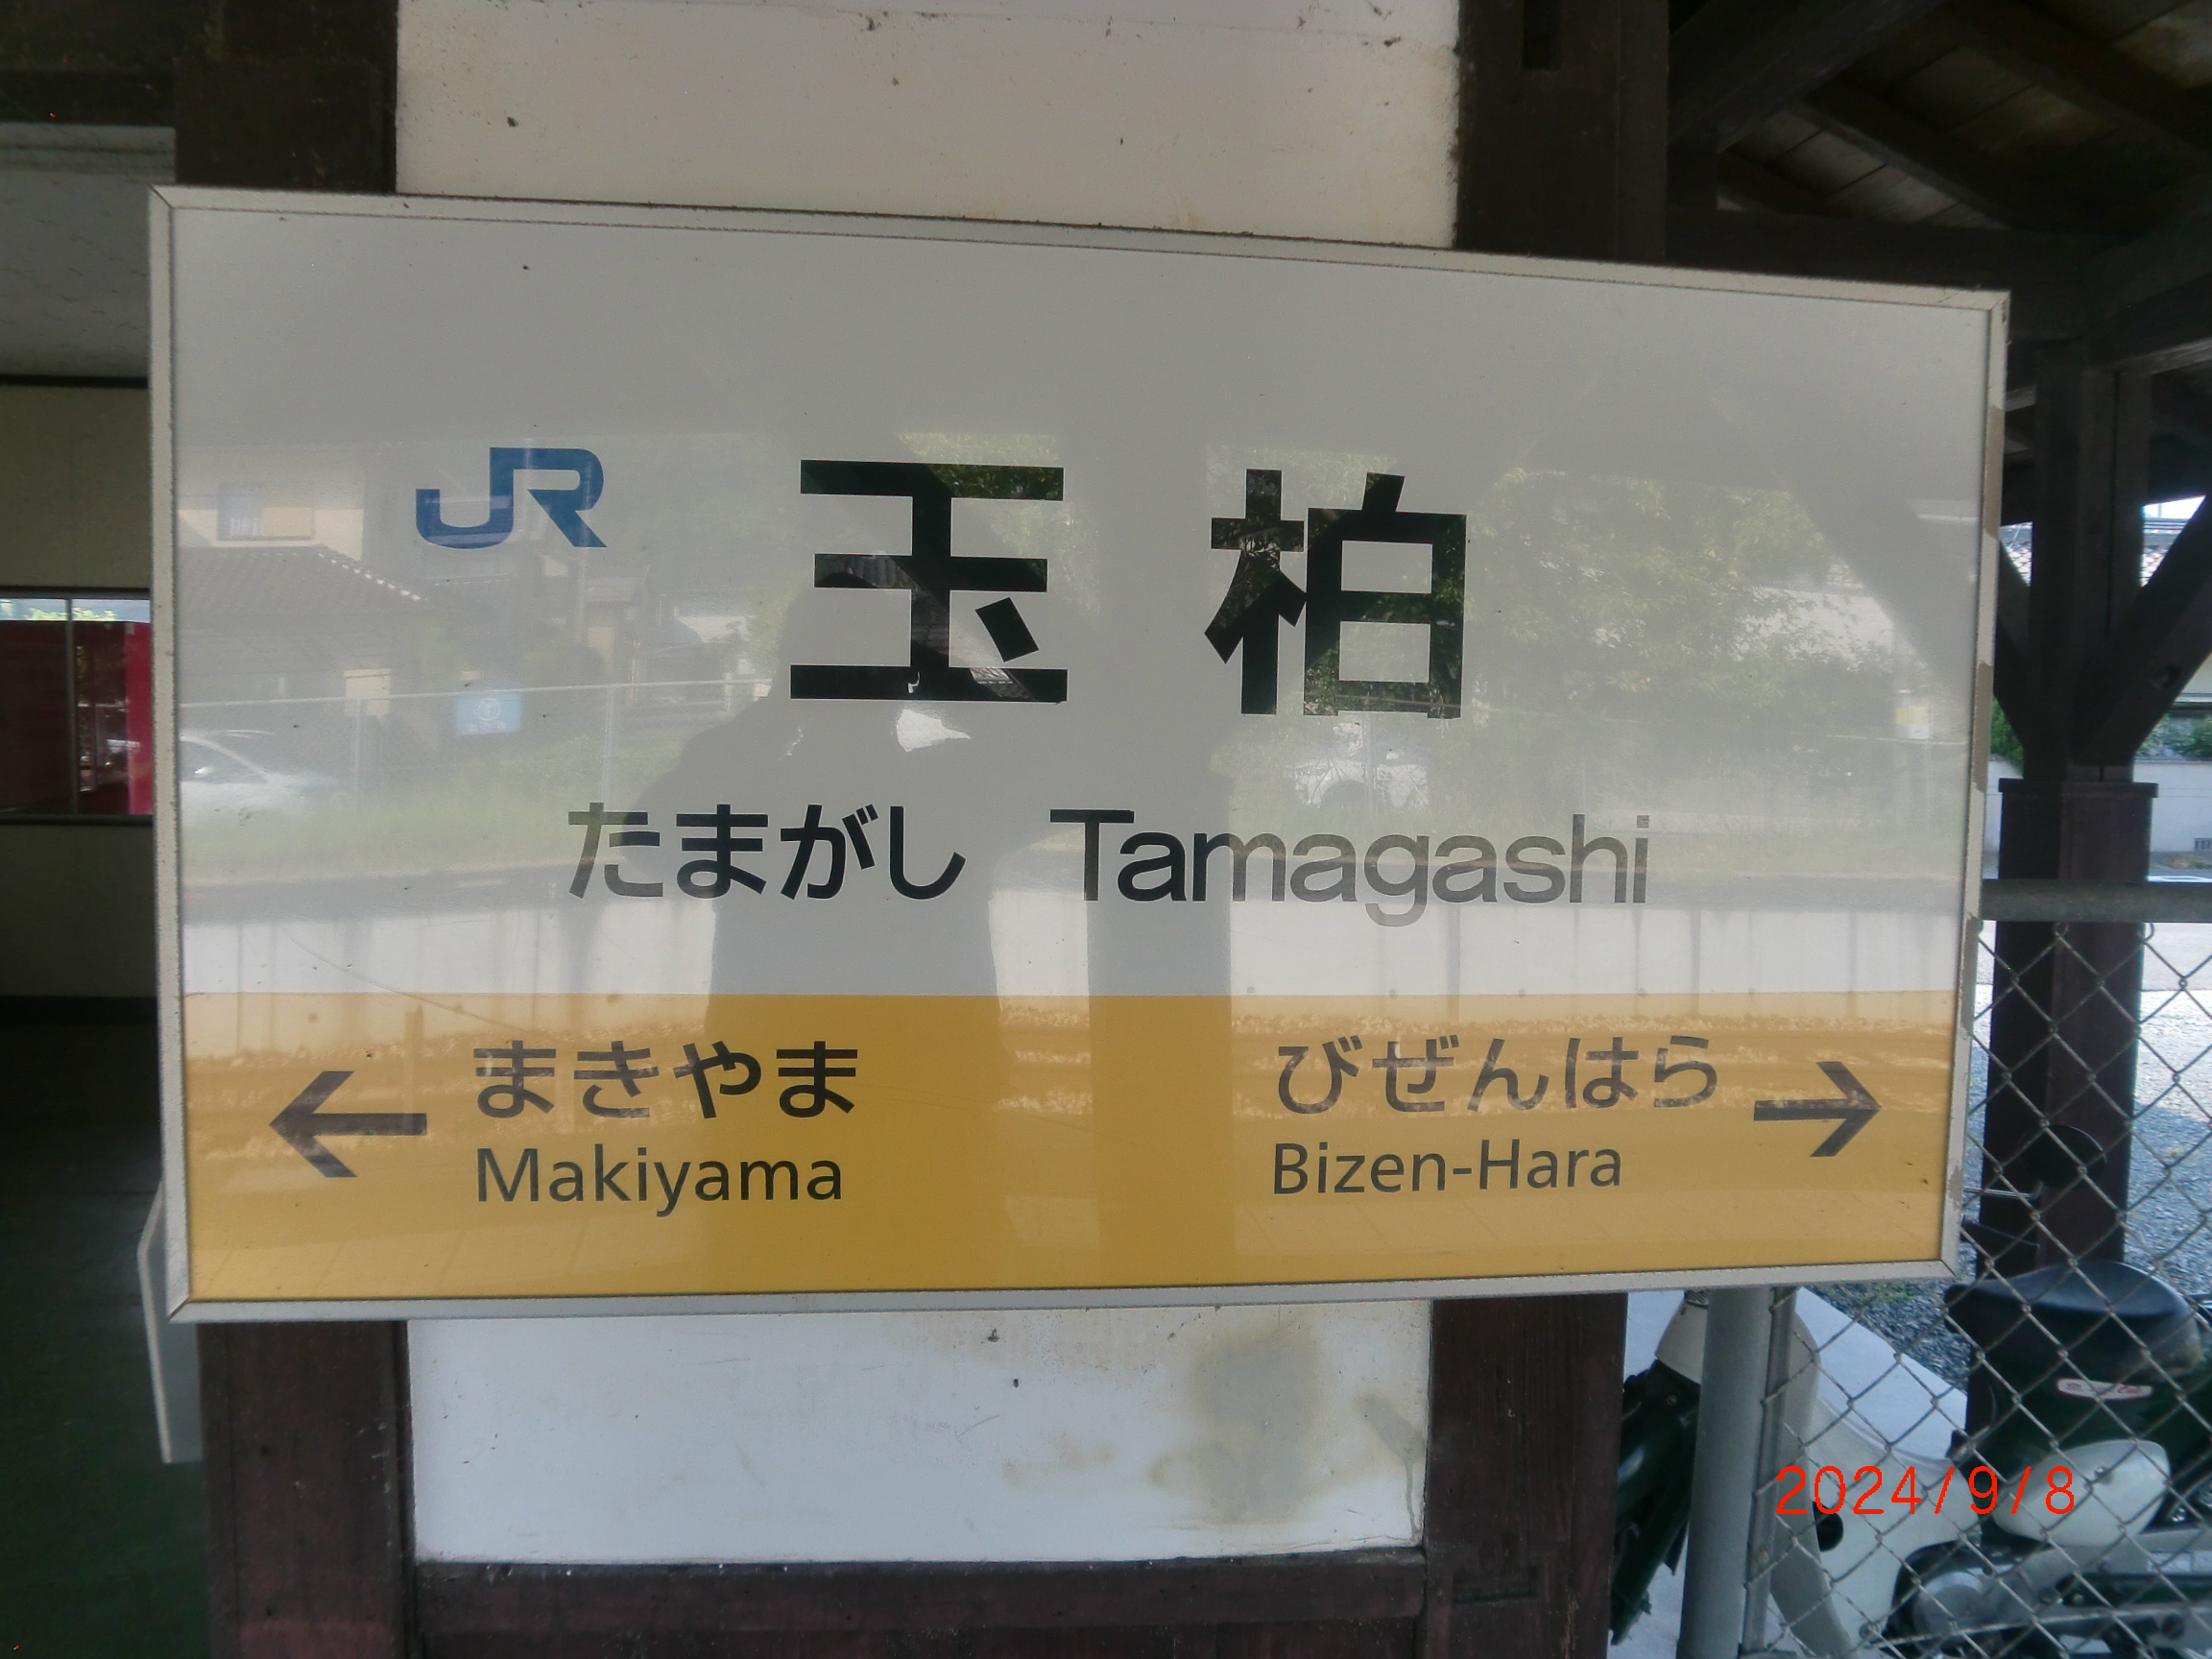 JR 玉柏
たまがし Tamagashi
← まきやま びぜんはら →
Makiyama Bizen-Hara
2024/9/8